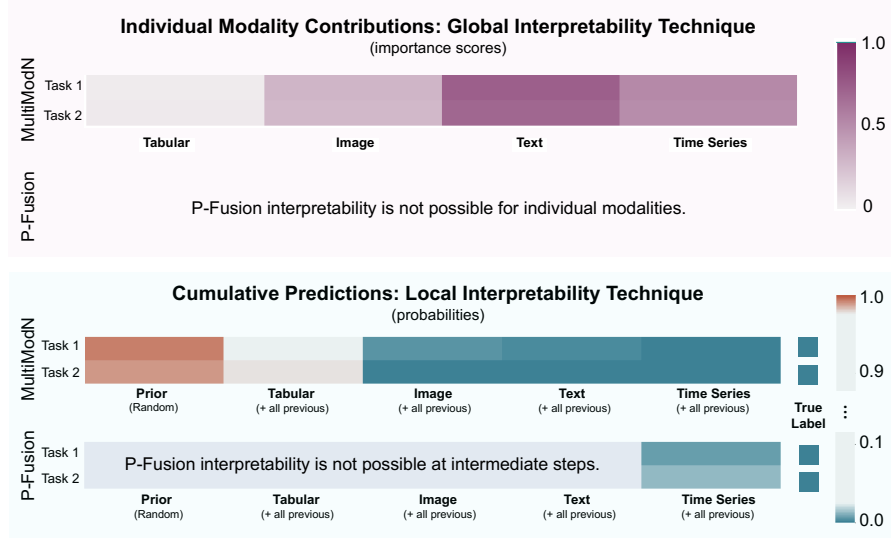 Individual Modality Contributions: Global Interpretability Technique
(importance scores)
MultiModN
Task 1
Task 2
Tabular Image Text Time Series
1.0
0.5
0
P-Fusion
P-Fusion interpretability is not possible for individual modalities.
Cumulative Predictions: Local Interpretability Technique
(probabilities)
MultiModN
Task 1
Task 2
Prior Tabular Image Text Time Series
(Random) (+ all previous) (+ all previous) (+ all previous) (+ all previous)
True
Label
1.0
0.9
⋮
0.1
0.0
P-Fusion
Task 1
Task 2
P-Fusion interpretability is not possible at intermediate steps.
Prior Tabular Image Text Time Series
(Random) (+ all previous) (+ all previous) (+ all previous) (+ all previous)